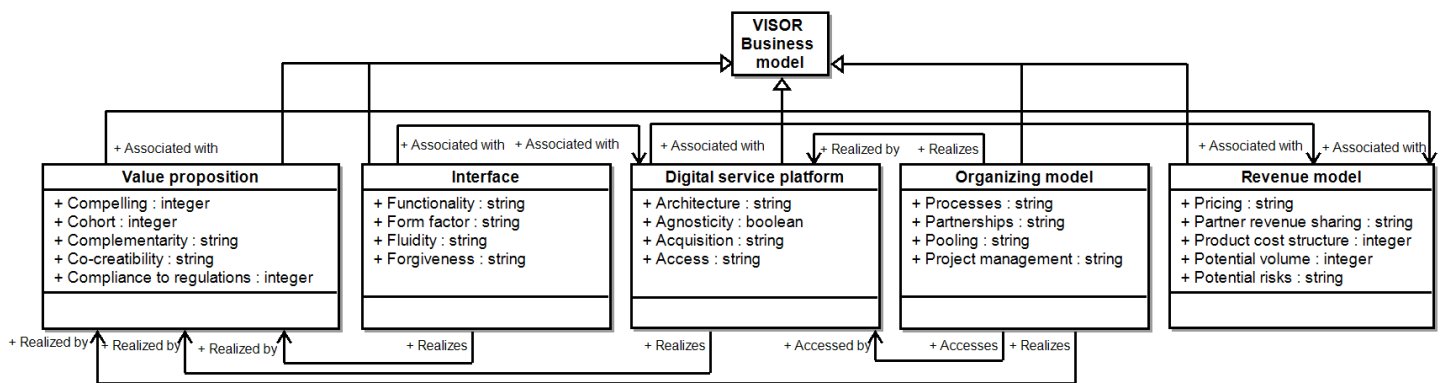 VISOR
Business
model
+ Associated with
+ Associated with
+ Associated with
+ Associated with
+ Realized by
+ Realizes
+ Associated with
+ Associated with
Value proposition
+ Compelling : integer
+ Cohort : integer
+ Complementarity : string
+ Co-creatibility : string
+ Compliance to regulations : integer
Interface
+ Functionality : string
+ Form factor : string
+ Fluidity : string
+ Forgiveness : string
Digital service platform
+ Architecture : string
+ Agnosticity : boolean
+ Acquisition : string
+ Access : string
Organizing model
+ Processes : string
+ Partnerships : string
+ Pooling : string
+ Project management : string
Revenue model
+ Pricing : string
+ Partner revenue sharing : string
+ Product cost structure : integer
+ Potential volume : integer
+ Potential risks : string
+ Realized by
+ Realized by
+ Realized by
+ Realizes
+ Realizes
+ Accessed by
+ Accesses
+ Realizes